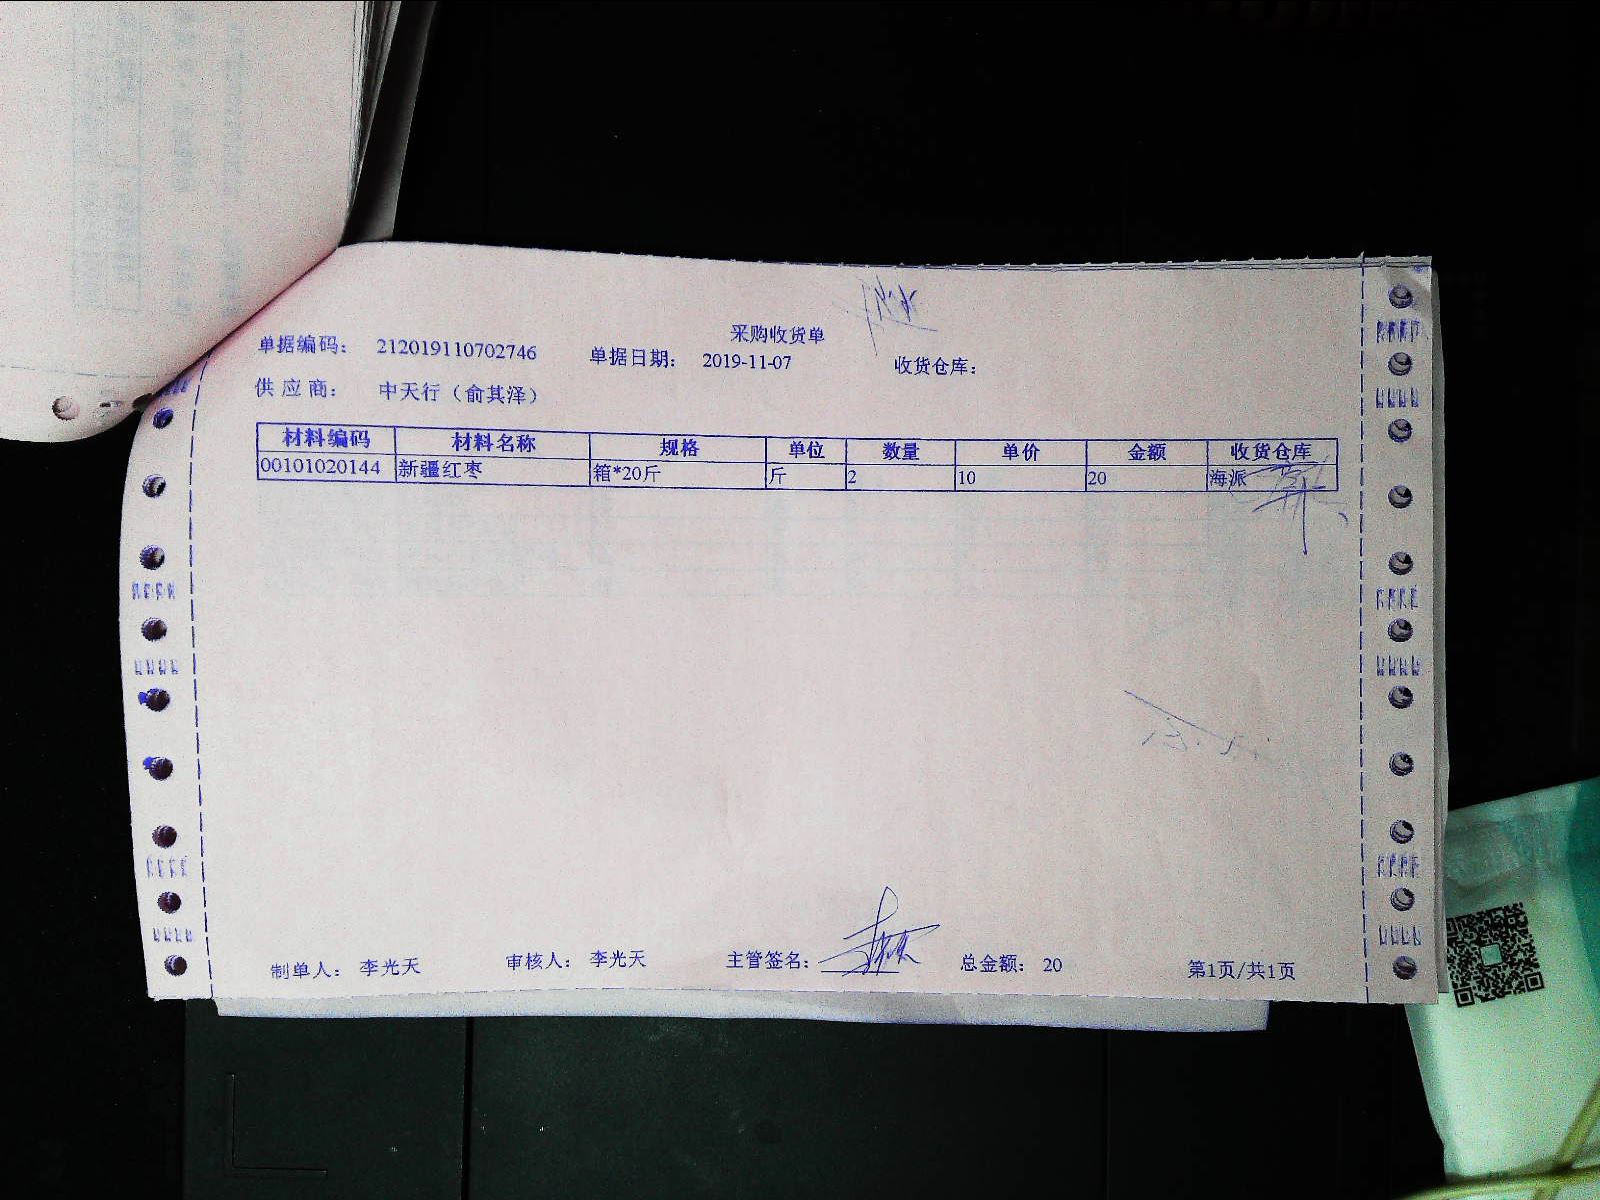 采购收货单
单据编码: 212019110702746 单据日期: 2019-11-07 收货仓库:
供应商: 中天行（俞其泽）
材料编码 材料名称 规格 单位 数量 单价 金额 收货仓库
00101020144 新疆红枣 箱*20斤 斤 2 10 20 海派
制单人: 李光天 审核人: 李光天 主管签名: 总金额: 20 第1页/共1页